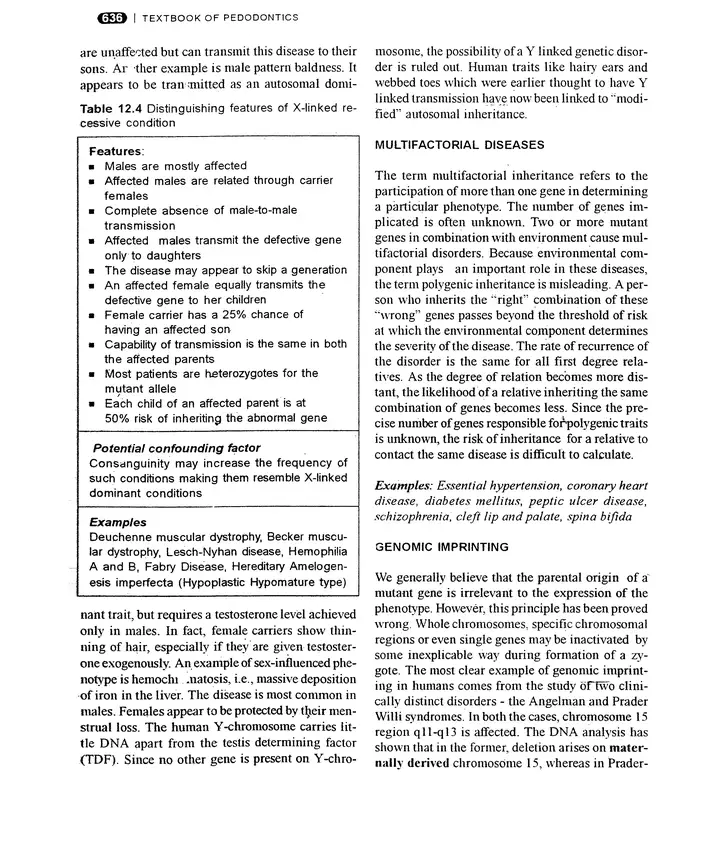 636 | TEXTBOOK OF PEDODONTICS
are unaffected but can transmit this disease to their
sons. An ther example is male pattern baldness. It
appears to be transmitted as an autosomal domi-
Table 12.4 Distinguishing features of X-linked re-
cessive condition
Features:
■ Males are mostly affected
■ Affected males are related through carrier
females
■ Complete absence of male-to-male
transmission
■ Affected males transmit the defective gene
only to daughters
■ The disease may appear to skip a generation
■ An affected female equally transmits the
defective gene to her children
■ Female carrier has a 25% chance of
having an affected son
■ Capability of transmission is the same in both
the affected parents
■ Most patients are heterozygotes for the
mutant allele
■ Each child of an affected parent is at
50% risk of inheriting the abnormal gene
Potential confounding factor
Consanguinity may increase the frequency of
such conditions making them resemble X-linked
dominant conditions
Examples
Deuchenne muscular dystrophy, Becker muscu-
lar dystrophy, Lesch-Nyhan disease, Hemophilia
A and B, Fabry Disease, Hereditary Amelogen-
esis imperfecta (Hypoplastic Hypomature type)
nant trait, but requires a testosterone level achieved
only in males. In fact, female carriers show thin-
ning of hair, especially if they are given testoster-
one exogenously. An example of sex-influenced phe-
notype is hemochromatosis, i.e., massive deposition
of iron in the liver. The disease is most common in
males. Females appear to be protected by their men-
strual loss. The human Y-chromosome carries lit-
tle DNA apart from the testis determining factor
(TDF). Since no other gene is present on Y-chro-
mosome, the possibility of a Y linked genetic disor-
der is ruled out. Human traits like hairy ears and
webbed toes which were earlier thought to have Y
linked transmission have now been linked to "modi-
fied" autosomal inheritance.
MULTIFACTORIAL DISEASES
The term multifactorial inheritance refers to the
participation of more than one gene in determining
a particular phenotype. The number of genes im-
plicated is often unknown. Two or more mutant
genes in combination with environment cause mul-
tifactorial disorders. Because environmental com-
ponent plays an important role in these diseases,
the term polygenic inheritance is misleading. A per-
son who inherits the "right" combination of these
"wrong" genes passes beyond the threshold of risk
at which the environmental component determines
the severity of the disease. The rate of recurrence of
the disorder is the same for all first degree rela-
tives. As the degree of relation becomes more dis-
tant, the likelihood of a relative inheriting the same
combination of genes becomes less. Since the pre-
cise number of genes responsible for polygenic traits
is unknown, the risk of inheritance for a relative to
contact the same disease is difficult to calculate.
Examples: Essential hypertension, coronary heart
disease, diabetes mellitus, peptic ulcer disease,
schizophrenia, cleft lip and palate, spina bifida
GENOMIC IMPRINTING
We generally believe that the parental origin of a
mutant gene is irrelevant to the expression of the
phenotype. However, this principle has been proved
wrong. Whole chromosomes, specific chromosomal
regions or even single genes may be inactivated by
some inexplicable way during formation of a zy-
gote. The most clear example of genomic imprint-
ing in humans comes from the study of two clini-
cally distinct disorders - the Angelman and Prader
Willi syndromes. In both the cases, chromosome 15
region q11-q13 is affected. The DNA analysis has
shown that in the former, deletion arises on mater-
nally derived chromosome 15, whereas in Prader-